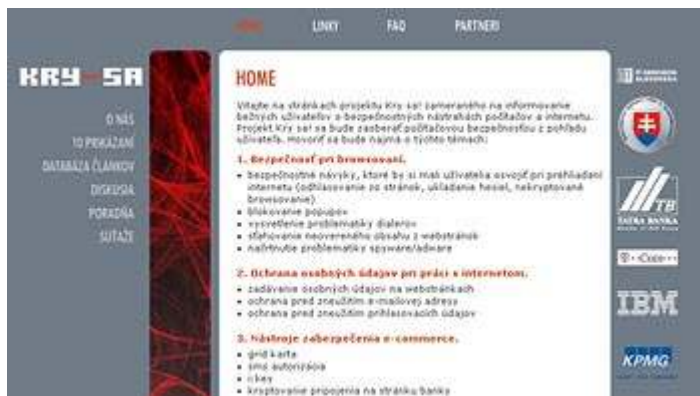 HOME LINKY FAQ PARTNERI
KRY-SA
O NÁS
10 PRIKÁZANÍ
DATABÁZA ČLÁNKOV
DISKUSIA
PORADŇA
SÚŤAŽE
HOME
Vitajte na stránkach projektu Kry sa! zameraného na informovanie
bežných užívateľov o bezpečnostných nástrahách počítačov a internetu.
Projekt Kry sa! sa bude zaoberať počítačovou bezpečnosťou z pohľadu
užívateľa. Hovoriť sa bude najmä o týchto témach:
1. Bezpečnosť pri browsovaní.
• bezpečnostné návyky, ktoré by si mal užívatelia osvojiť pri prehliadaní
internetu (odhlasovanie zo stránok, ukladanie hesiel, nekryptované
browsovanie)
• blokovanie popupov
• vysvetlenie problematiky dialerov
• sťahovanie neovereného obsahu z webstránok
• načrtnutie problematiky spyware/adware
2. Ochrana osobných údajov pri práci s internetom.
• zadávanie osobných údajov na webstránkach
• ochrana pred zneužitím e-mailovej adresy
• ochrana pred zneužitím prihlasovacích údajov
3. Nástroje zabezpečenia e-commerce.
• grid karta
• sms autorizácia
• i.key
• kryptovanie pripojenia na stránku banky
TB
TATRA BANKA
T · · Com · ·
IBM
KPMG